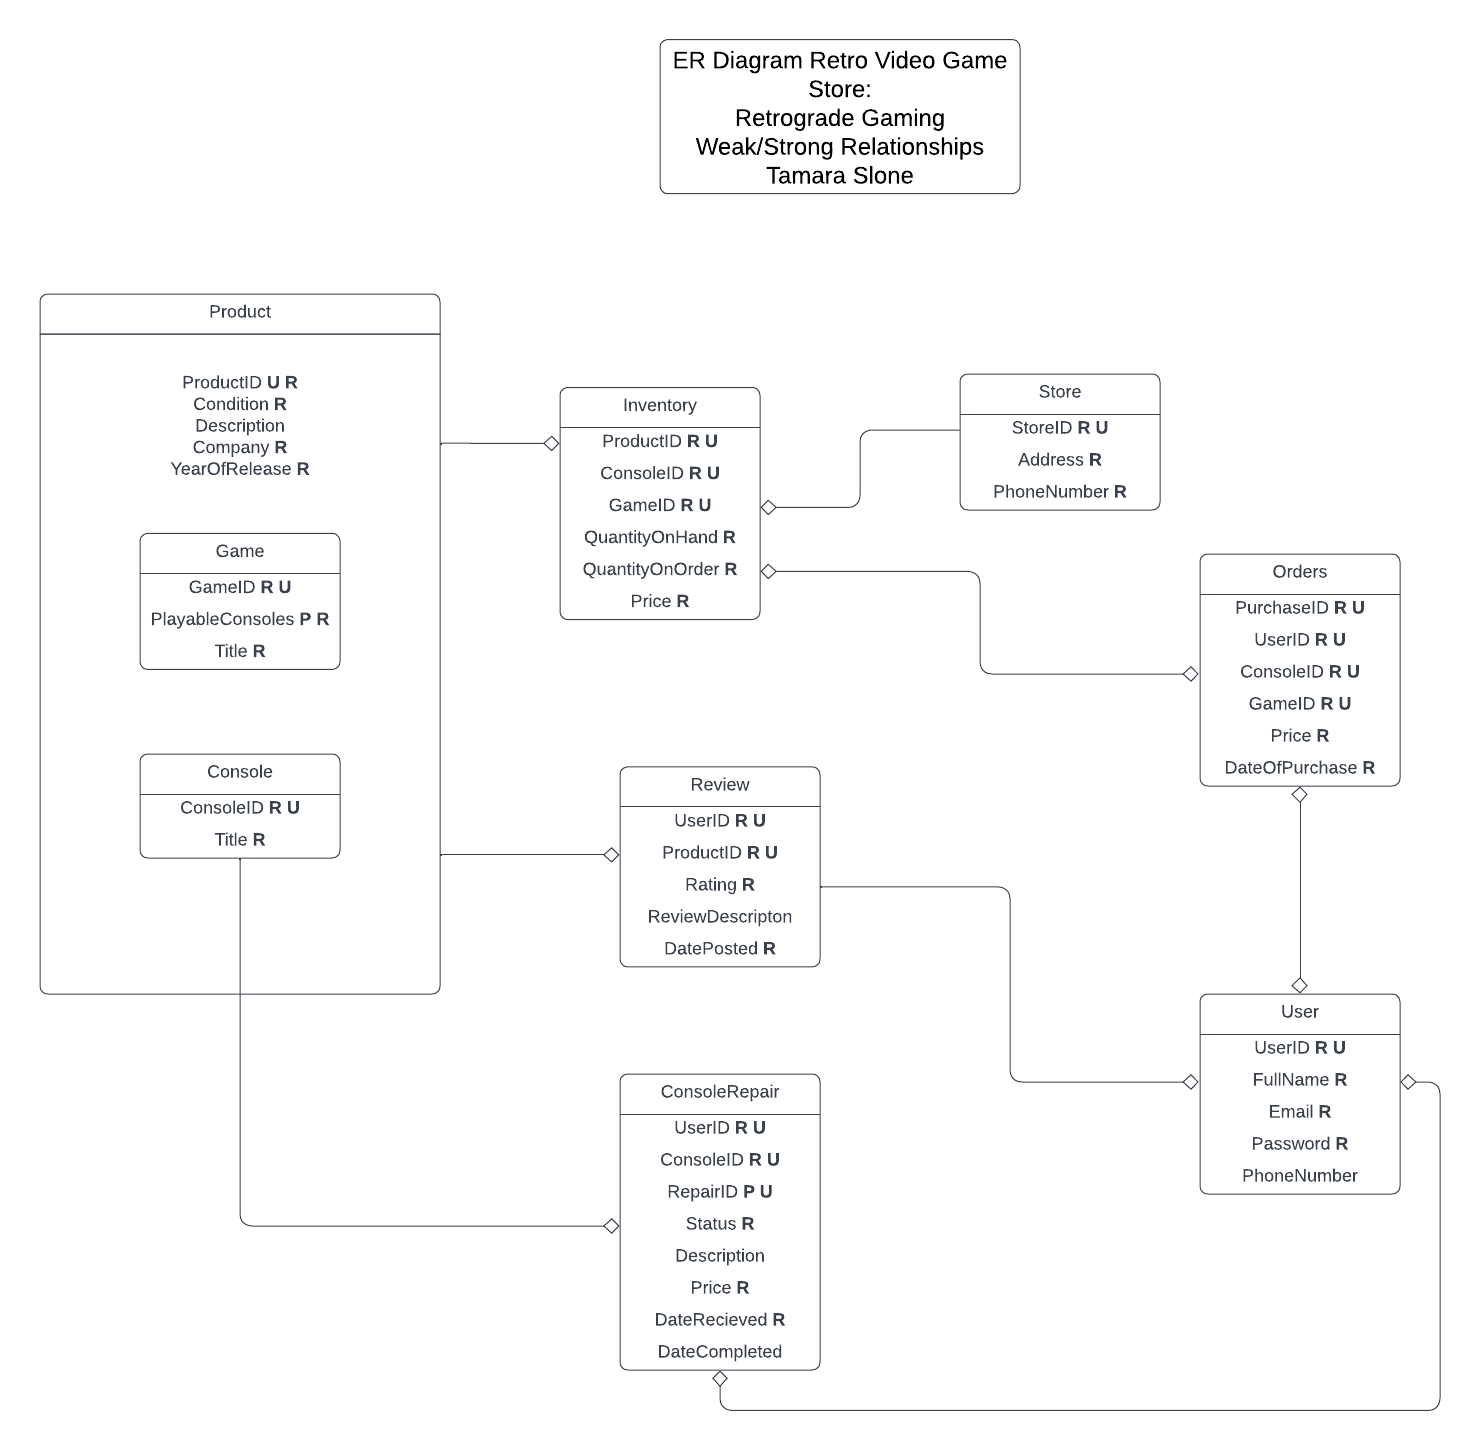 ER Diagram Retro Video Game
Store:
Retrograde Gaming
Weak/Strong Relationships
Tamara Slone
Product
ProductID U R
Condition R
Description
Company R
YearOfRelease R
Game
GameID R U
PlayableConsoles P R
Title R
Console
ConsoleID R U
Title R
Inventory
ProductID R U
ConsoleID R U
GameID R U
QuantityOnHand R
QuantityOnOrder R
Price R
Store
StoreID R U
Address R
PhoneNumber R
Orders
PurchaseID R U
UserID R U
ConsoleID R U
GameID R U
Price R
DateOfPurchase R
Review
UserID R U
ProductID R U
Rating R
ReviewDescripton
DatePosted R
User
UserID R U
FullName R
Email R
Password R
PhoneNumber
ConsoleRepair
UserID R U
ConsoleID R U
RepairID P U
Status R
Description
Price R
DateRecieved R
DateCompleted